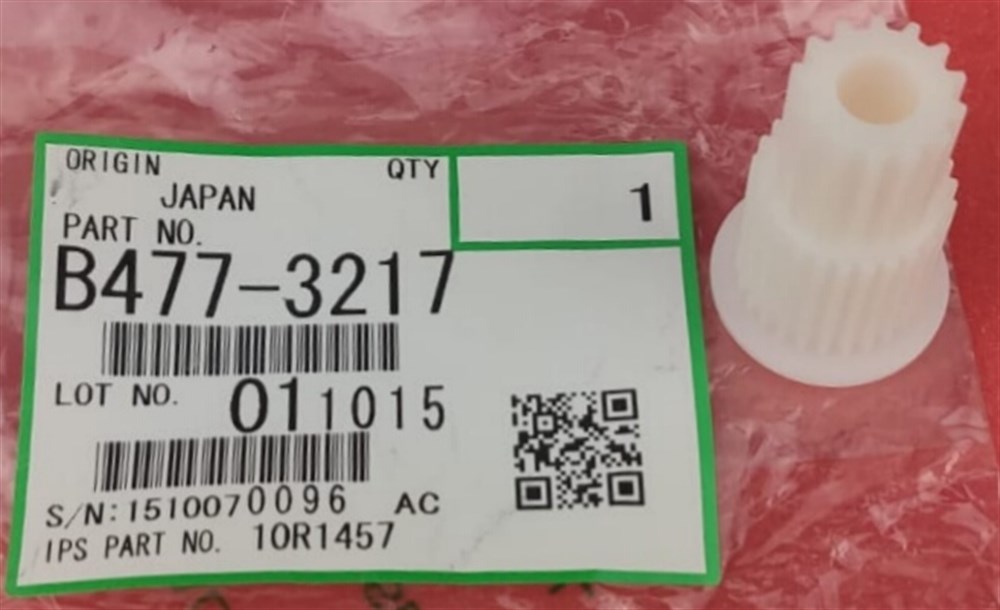 ORIGIN QTY
JAPAN 1
PART NO.
B477-3217
LOT NO. 011015
S/N:1510070096 AC
IPS PART NO. 10R1457